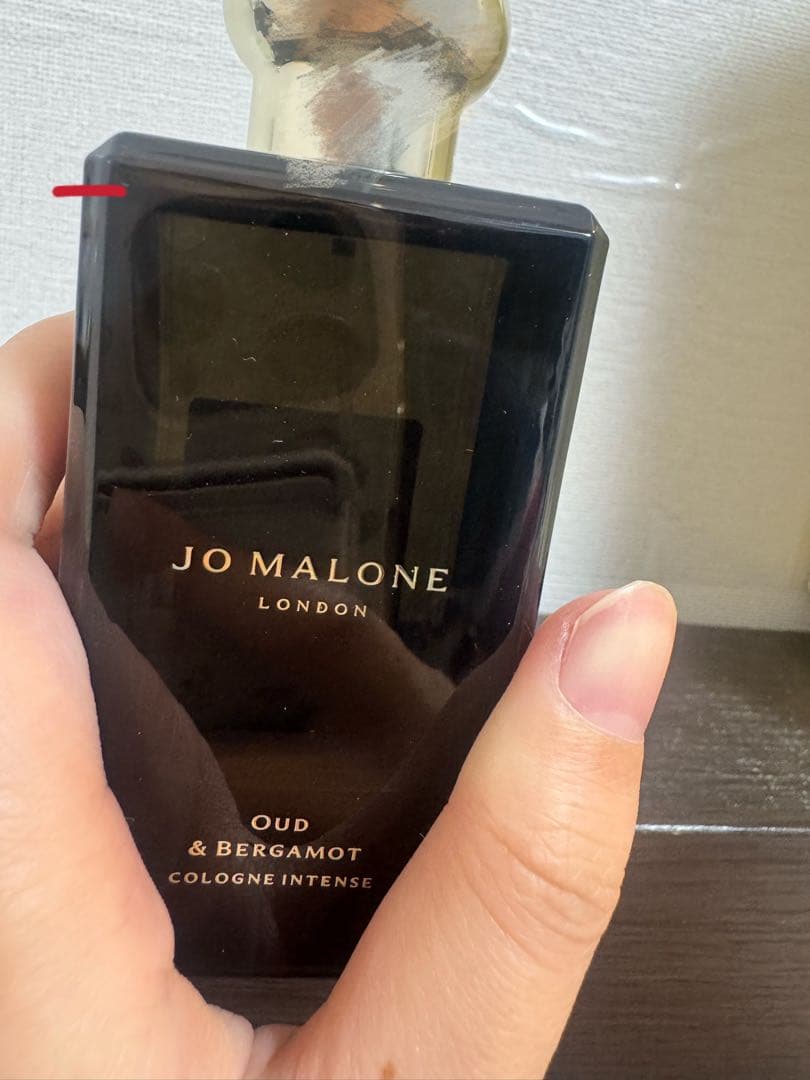 JO MALONE
LONDON
OUD
& BERGAMOT
COLOGNE INTENSE